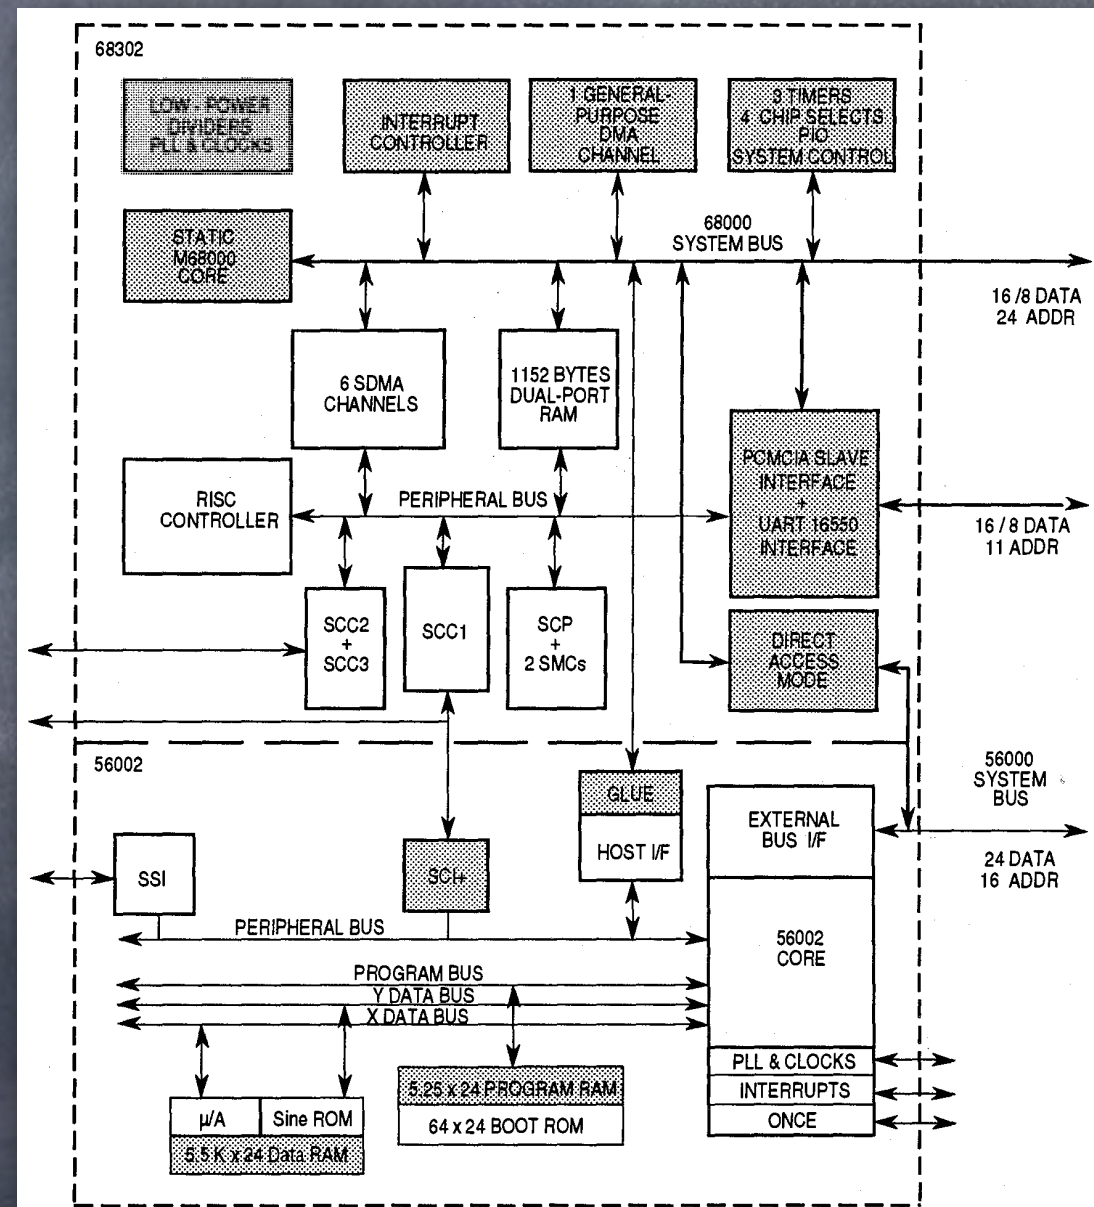 68302
LOW - POWER
DIVIDERS
PLL & CLOCKS
INTERRUPT
CONTROLLER
1 GENERAL-
PURPOSE
DMA
CHANNEL
3 TIMERS
4 CHIP SELECTS
PIO
SYSTEM CONTROL
STATIC
M68000
CORE
68000
SYSTEM BUS
16 /8 DATA
24 ADDR
6 SDMA
CHANNELS
1152 BYTES
DUAL-PORT
RAM
PCMCIA SLAVE
INTERFACE
+
UART 16550
INTERFACE
RISC
CONTROLLER
PERIPHERAL BUS
16 / 8 DATA
11 ADDR
SCC2
+
SCC3
SCC1
SCP
+
2 SMCs
DIRECT
ACCESS
MODE
56002
56000
SYSTEM
BUS
GLUE
HOST I/F
EXTERNAL
BUS I/F
24 DATA
16 ADDR
SSI
SCI+
PERIPHERAL BUS
56002
CORE
PROGRAM BUS
Y DATA BUS
X DATA BUS
PLL & CLOCKS
INTERRUPTS
ONCE
5.25 x 24 PROGRAM RAM
64 x 24 BOOT ROM
µ/A
Sine ROM
5.5 K x 24 Data RAM